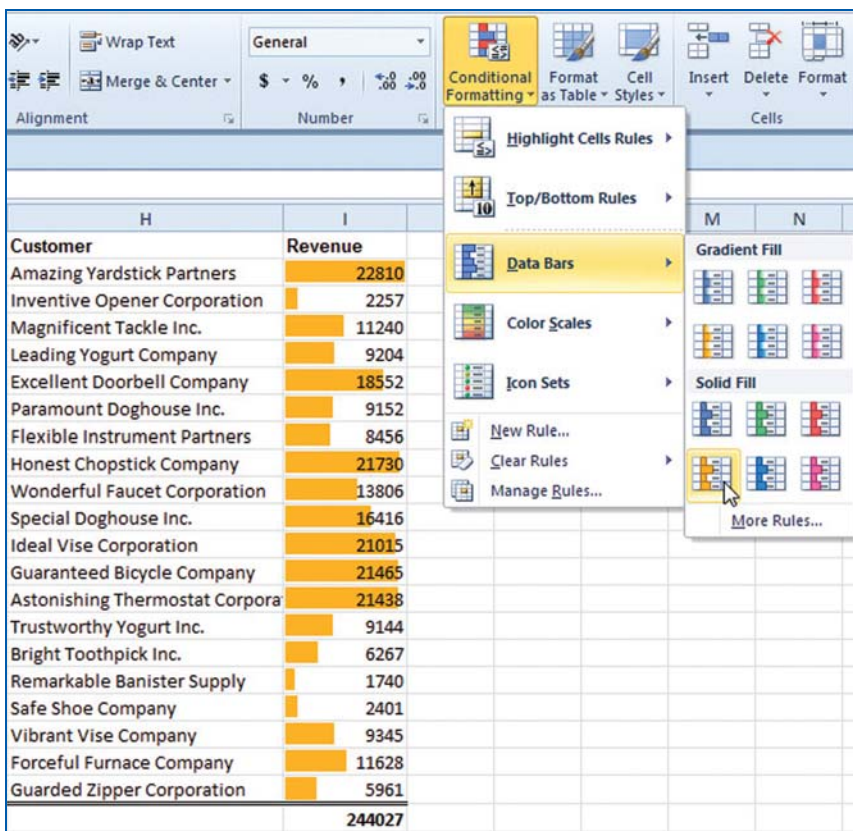 Wrap Text
General
Merge & Center
$ % , .0 .00 .00 .0
Conditional Formatting
Format as Table
Cell Styles
Insert
Delete
Format
Alignment
Number
Cells
Highlight Cells Rules
Top/Bottom Rules
10
Data Bars
Color Scales
Icon Sets
New Rule...
Clear Rules
Manage Rules...
Gradient Fill
Solid Fill
More Rules...
H I M N
Customer Revenue
Amazing Yardstick Partners 22810
Inventive Opener Corporation 2257
Magnificent Tackle Inc. 11240
Leading Yogurt Company 9204
Excellent Doorbell Company 18552
Paramount Doghouse Inc. 9152
Flexible Instrument Partners 8456
Honest Chopstick Company 21730
Wonderful Faucet Corporation 13806
Special Doghouse Inc. 16416
Ideal Vise Corporation 21015
Guaranteed Bicycle Company 21465
Astonishing Thermostat Corpora 21438
Trustworthy Yogurt Inc. 9144
Bright Toothpick Inc. 6267
Remarkable Banister Supply 1740
Safe Shoe Company 2401
Vibrant Vise Company 9345
Forceful Furnace Company 11628
Guarded Zipper Corporation 5961
244027